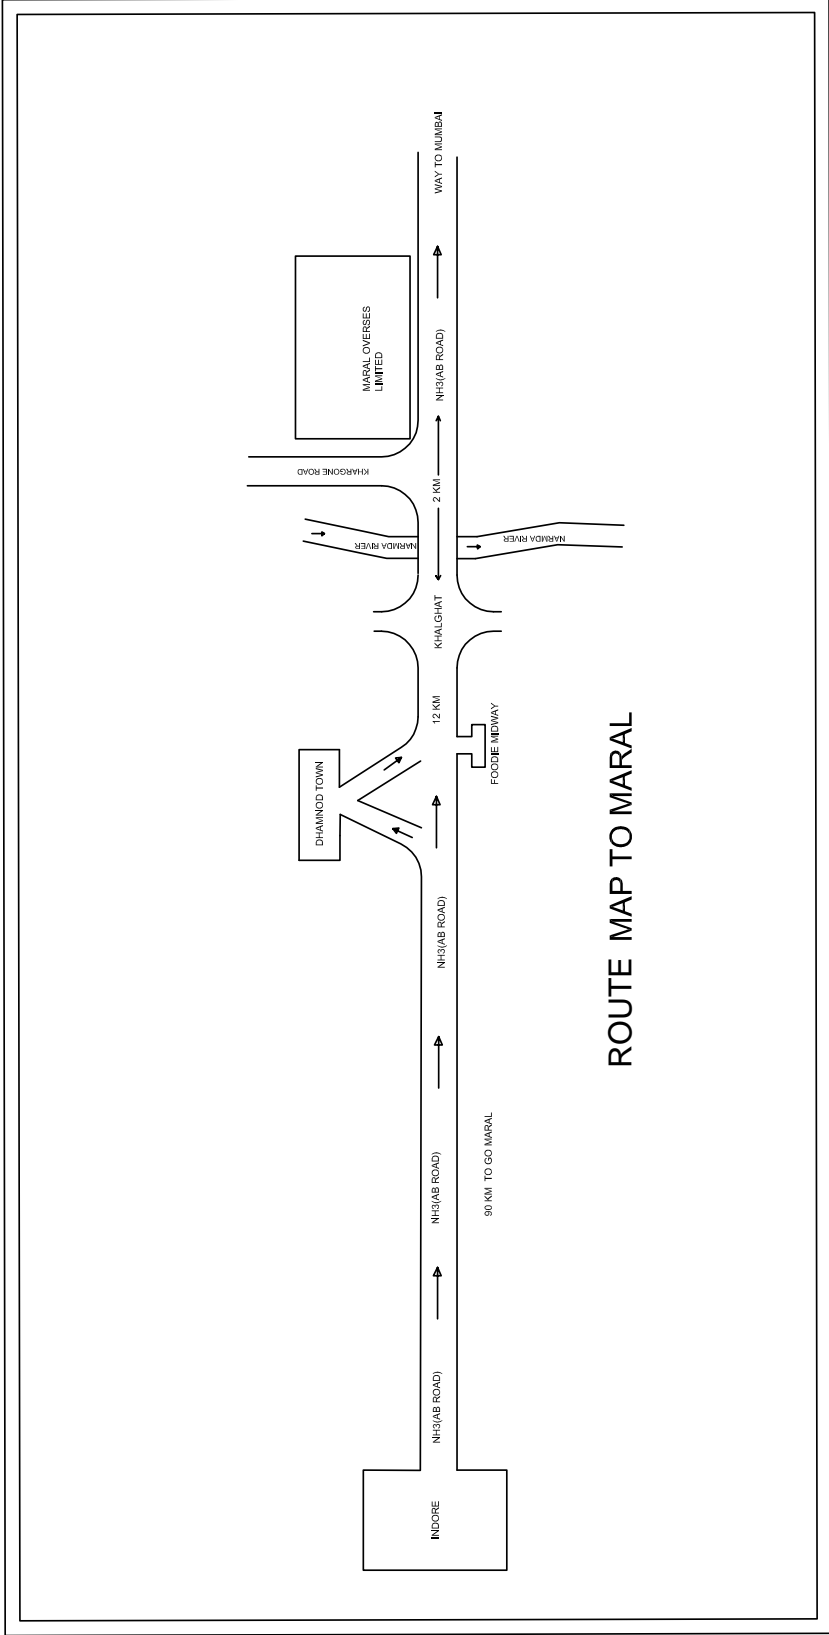 WAY TO MUMBAI
MARAL OVERSES
LIMITED
NH3(AB ROAD)
KHARGONE ROAD
2 KM
NARMDA RIVER
NARMDA RIVER
KHALGHAT
12 KM
FOODIE MIDWAY
DHAMNOD TOWN
NH3(AB ROAD)
ROUTE MAP TO MARAL
NH3(AB ROAD)
90 KM TO GO MARAL
NH3(AB ROAD)
INDORE